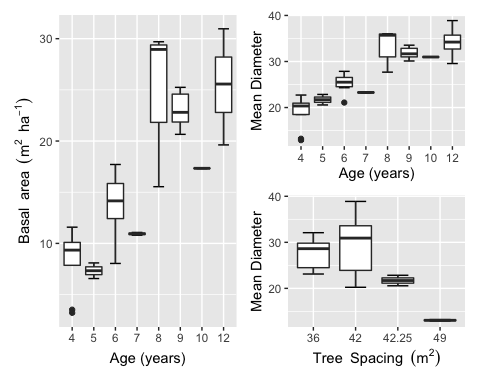 30
20
10
4 5 6 7 8 9 10 12
Age (years)
Basal area (m² ha⁻¹)
40
30
20
4 5 6 7 8 9 10 12
Age (years)
Mean Diameter
40
30
20
36 42 42.25 49
Tree Spacing (m²)
Mean Diameter